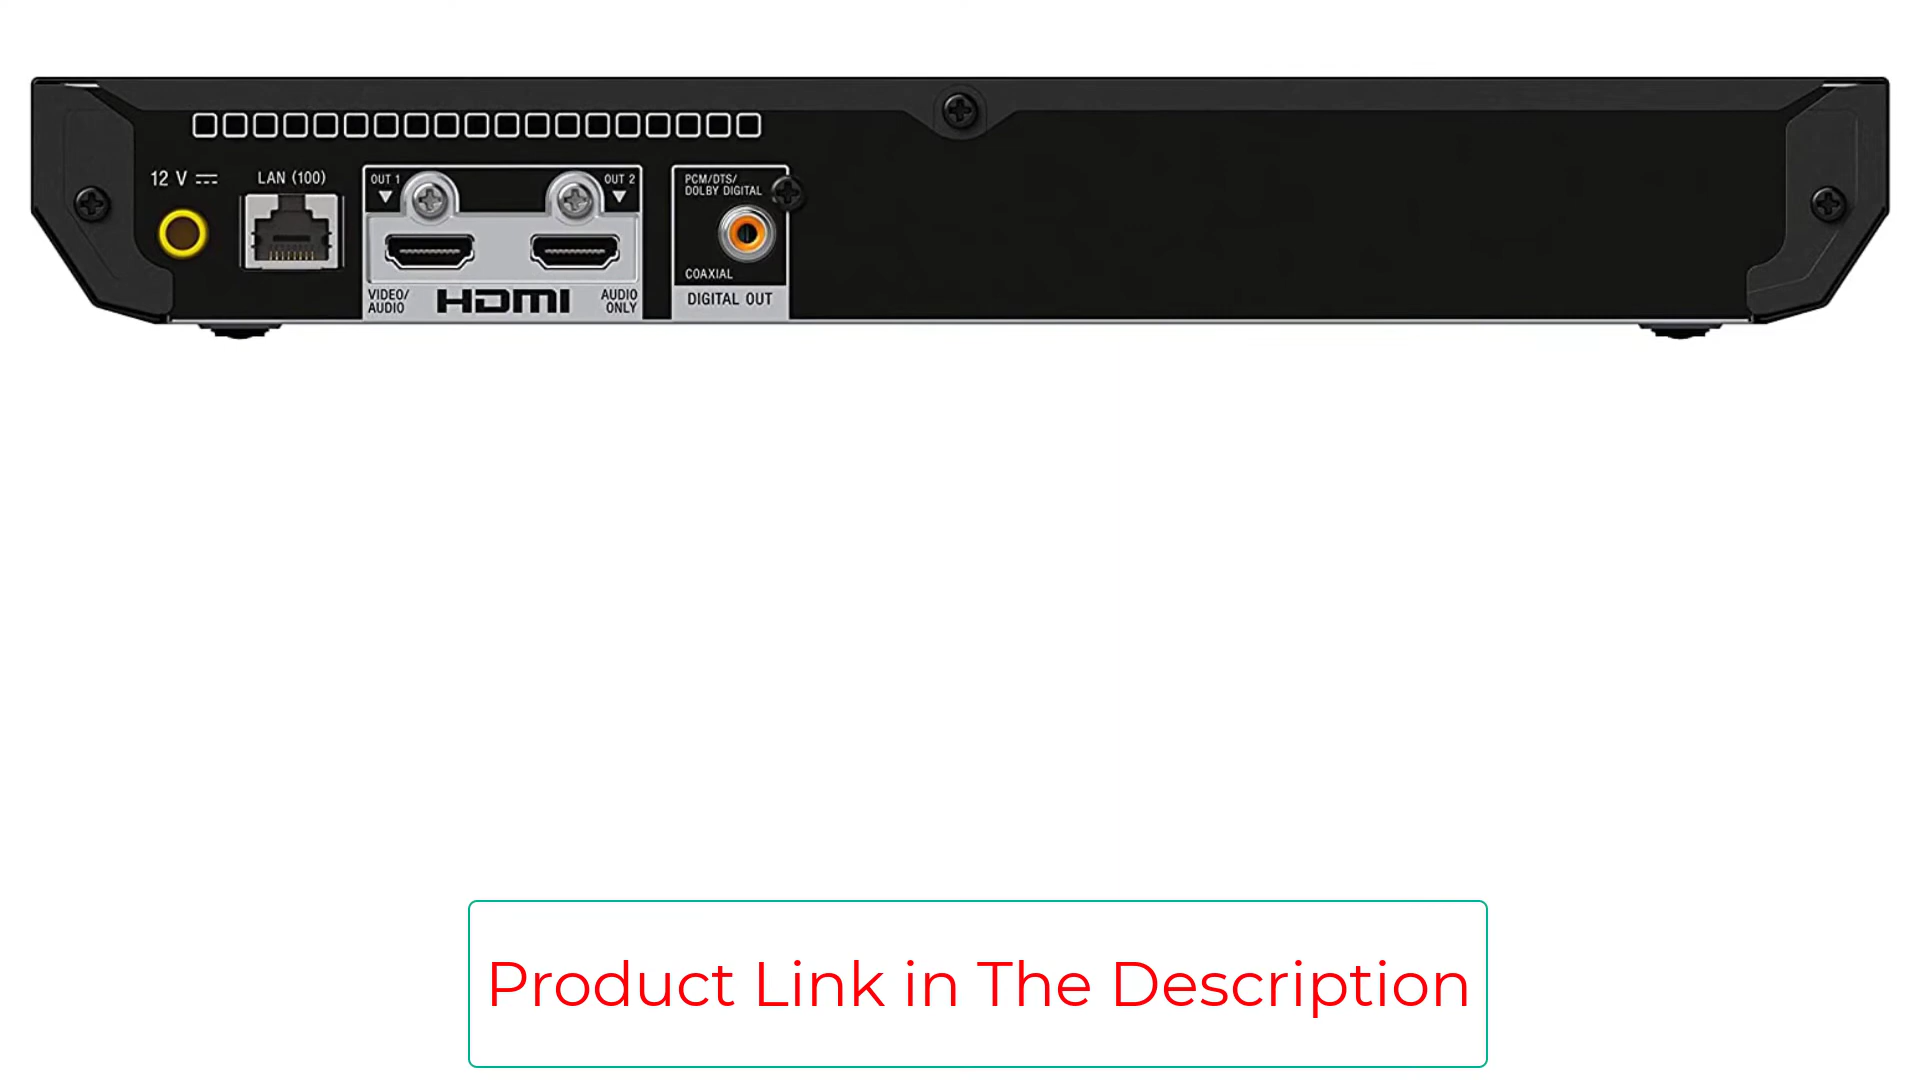 12 V
LAN (100)
OUT 1
OUT 2
VIDEO/
AUDIO
HDMI
AUDIO
ONLY
PCM/DTS/
DOLBY DIGITAL
COAXIAL
DIGITAL OUT
Product Link in The Description